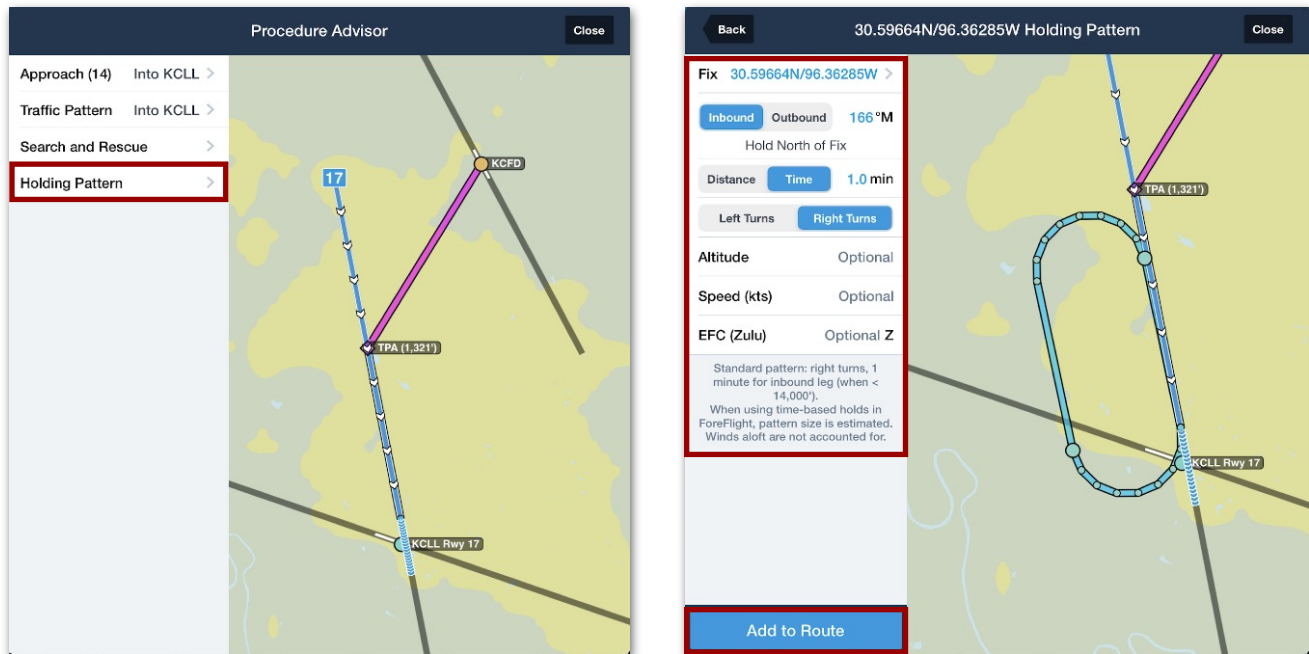 Procedure Advisor
Close
Approach (14) Into KCLL >
Traffic Pattern Into KCLL >
Search and Rescue >
Holding Pattern >
17
KCFD
TPA (1,321')
KCLL Rwy 17
Back
30.59664N/96.36285W Holding Pattern
Close
Fix 30.59664N/96.36285W >
Inbound Outbound 166°M
Hold North of Fix
Distance Time 1.0 min
Left Turns Right Turns
Altitude Optional
Speed (kts) Optional
EFC (Zulu) Optional Z
Standard pattern: right turns, 1
minute for inbound leg (when <
14,000').
When using time-based holds in
ForeFlight, pattern size is estimated.
Winds aloft are not accounted for.
Add to Route
TPA (1,321')
KCLL Rwy 17